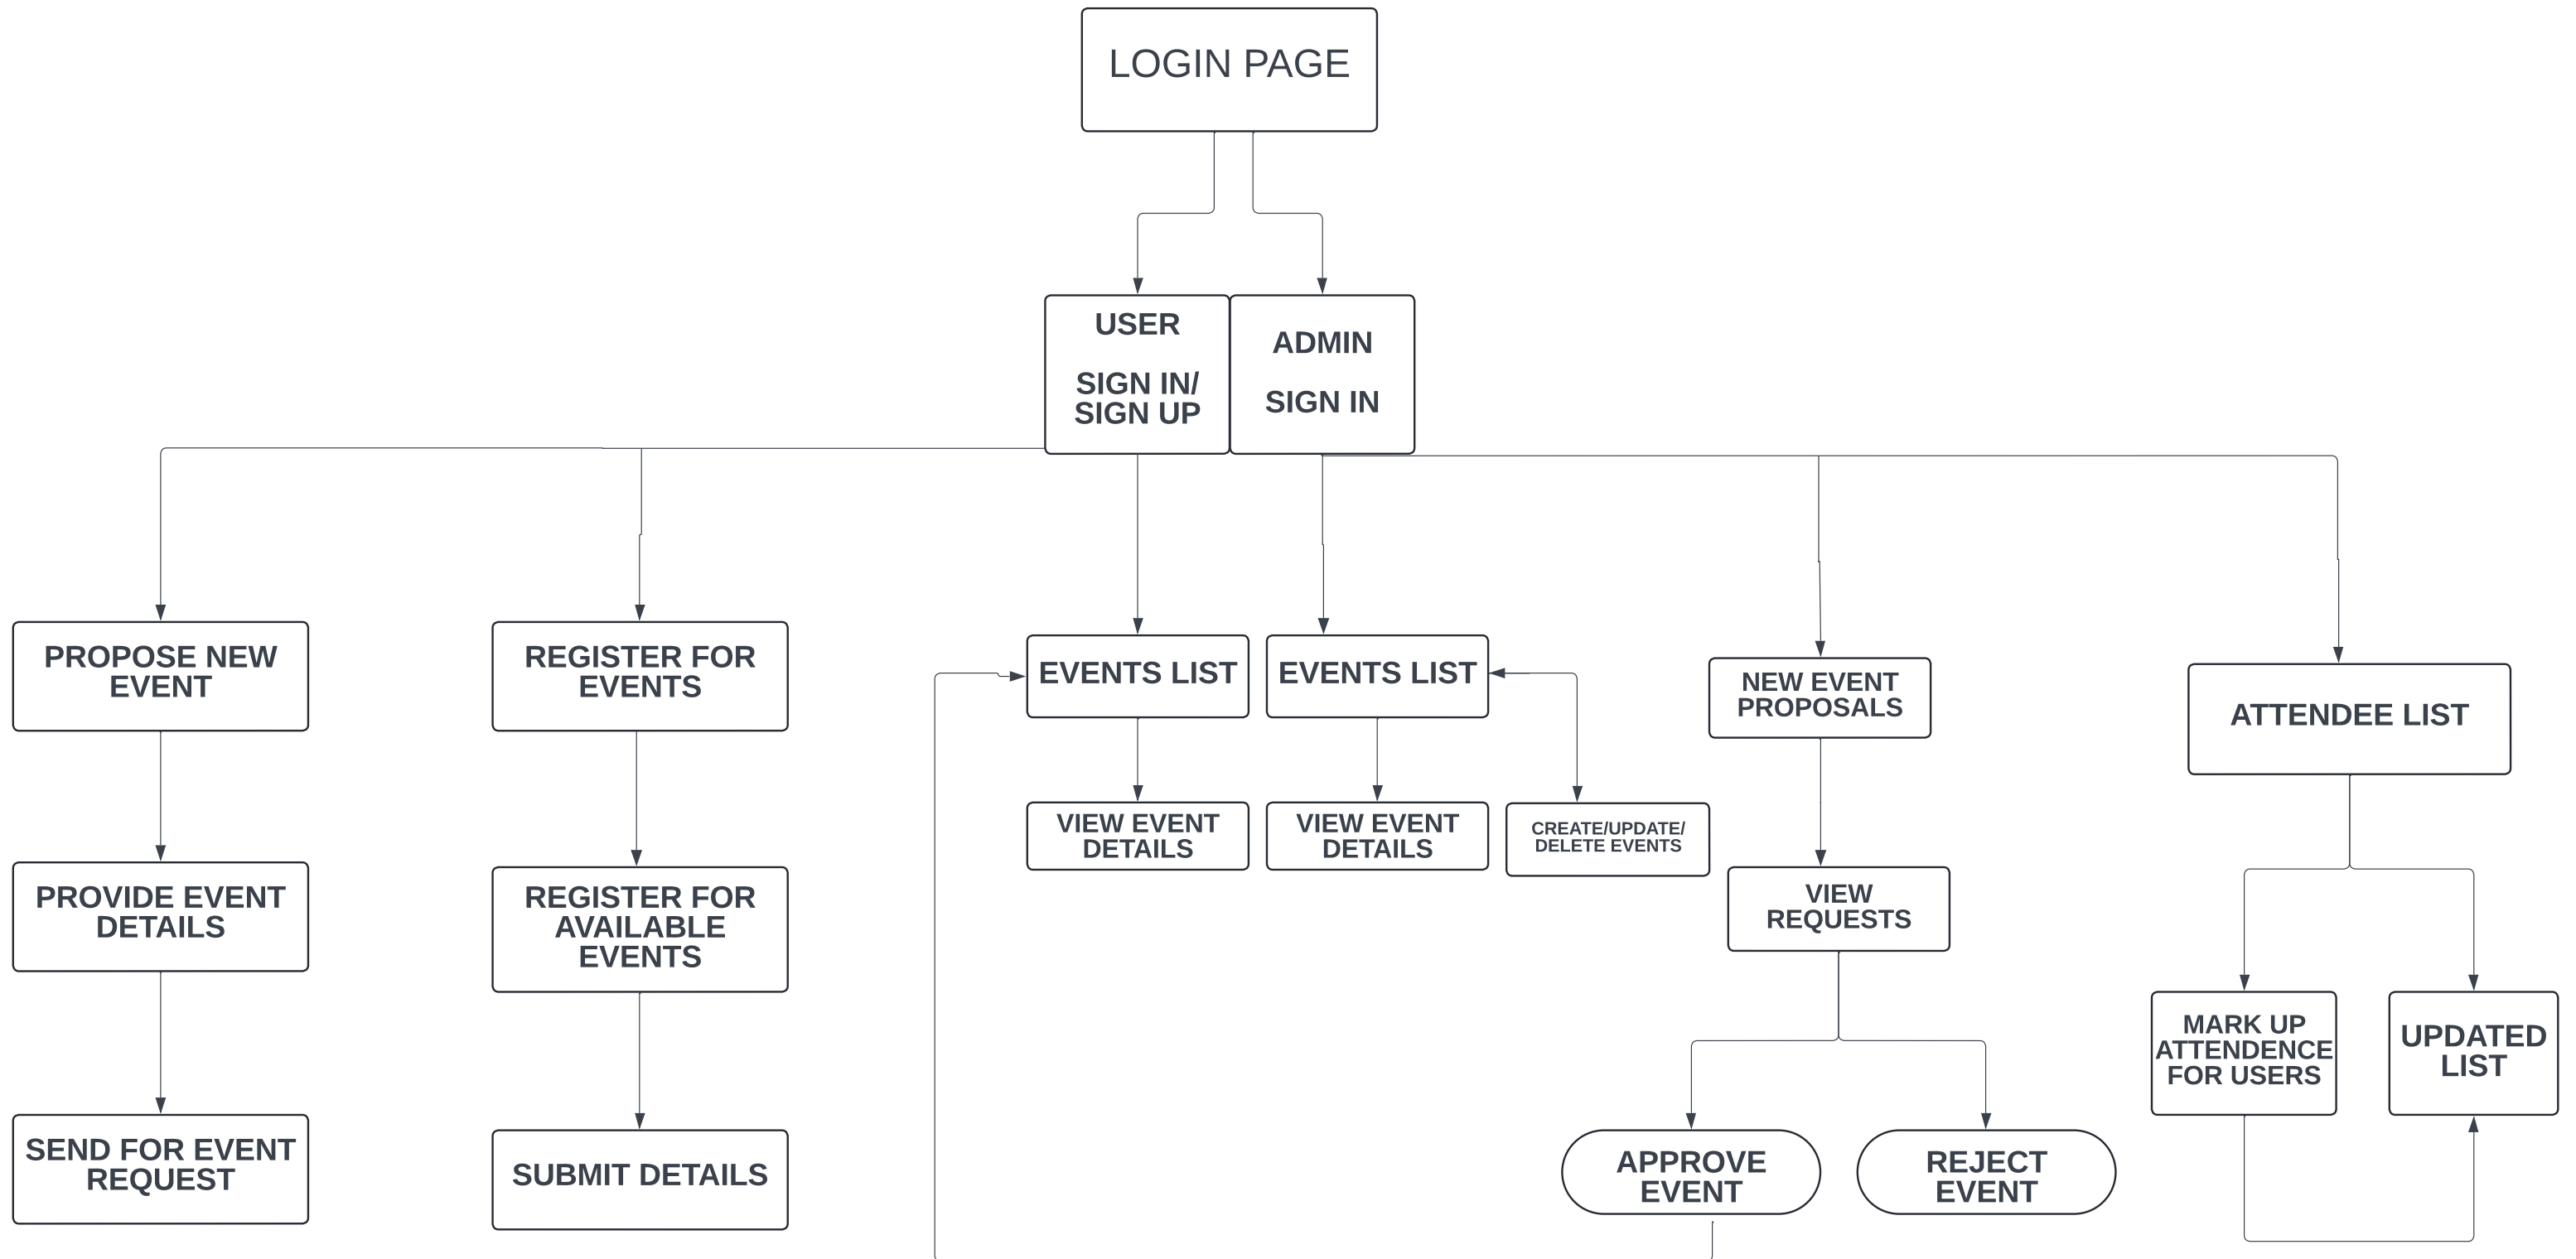 LOGIN PAGE
USER
SIGN IN/
SIGN UP
ADMIN
SIGN IN
PROPOSE NEW
EVENT
REGISTER FOR
EVENTS
EVENTS LIST
EVENTS LIST
NEW EVENT
PROPOSALS
ATTENDEE LIST
VIEW EVENT
DETAILS
VIEW EVENT
DETAILS
CREATE/UPDATE/
DELETE EVENTS
PROVIDE EVENT
DETAILS
REGISTER FOR
AVAILABLE
EVENTS
VIEW
REQUESTS
MARK UP
ATTENDENCE
FOR USERS
UPDATED
LIST
SEND FOR EVENT
REQUEST
SUBMIT DETAILS
APPROVE
EVENT
REJECT
EVENT